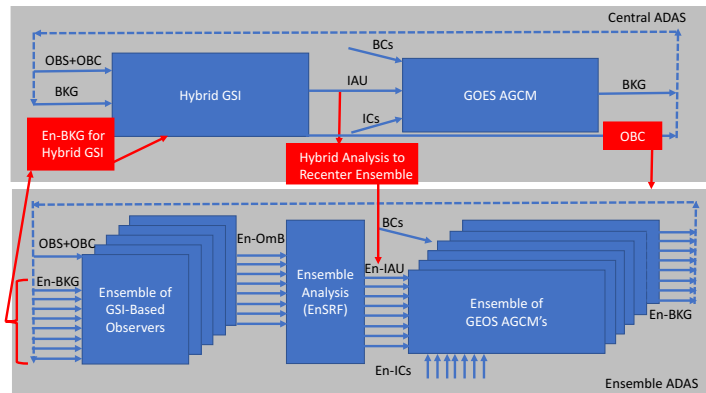 Central ADAS
OBS+OBC
BCs
Hybrid GSI
IAU
GOES AGCM
BKG
BKG
ICs
En-BKG for
Hybrid GSI
OBC
Hybrid Analysis to
Recenter Ensemble
OBS+OBC
En-OmB
BCs
En-BKG
Ensemble of
GSI-Based
Observers
Ensemble
Analysis
(EnSRF)
En-IAU
Ensemble of
GEOS AGCM's
En-BKG
En-ICs
Ensemble ADAS